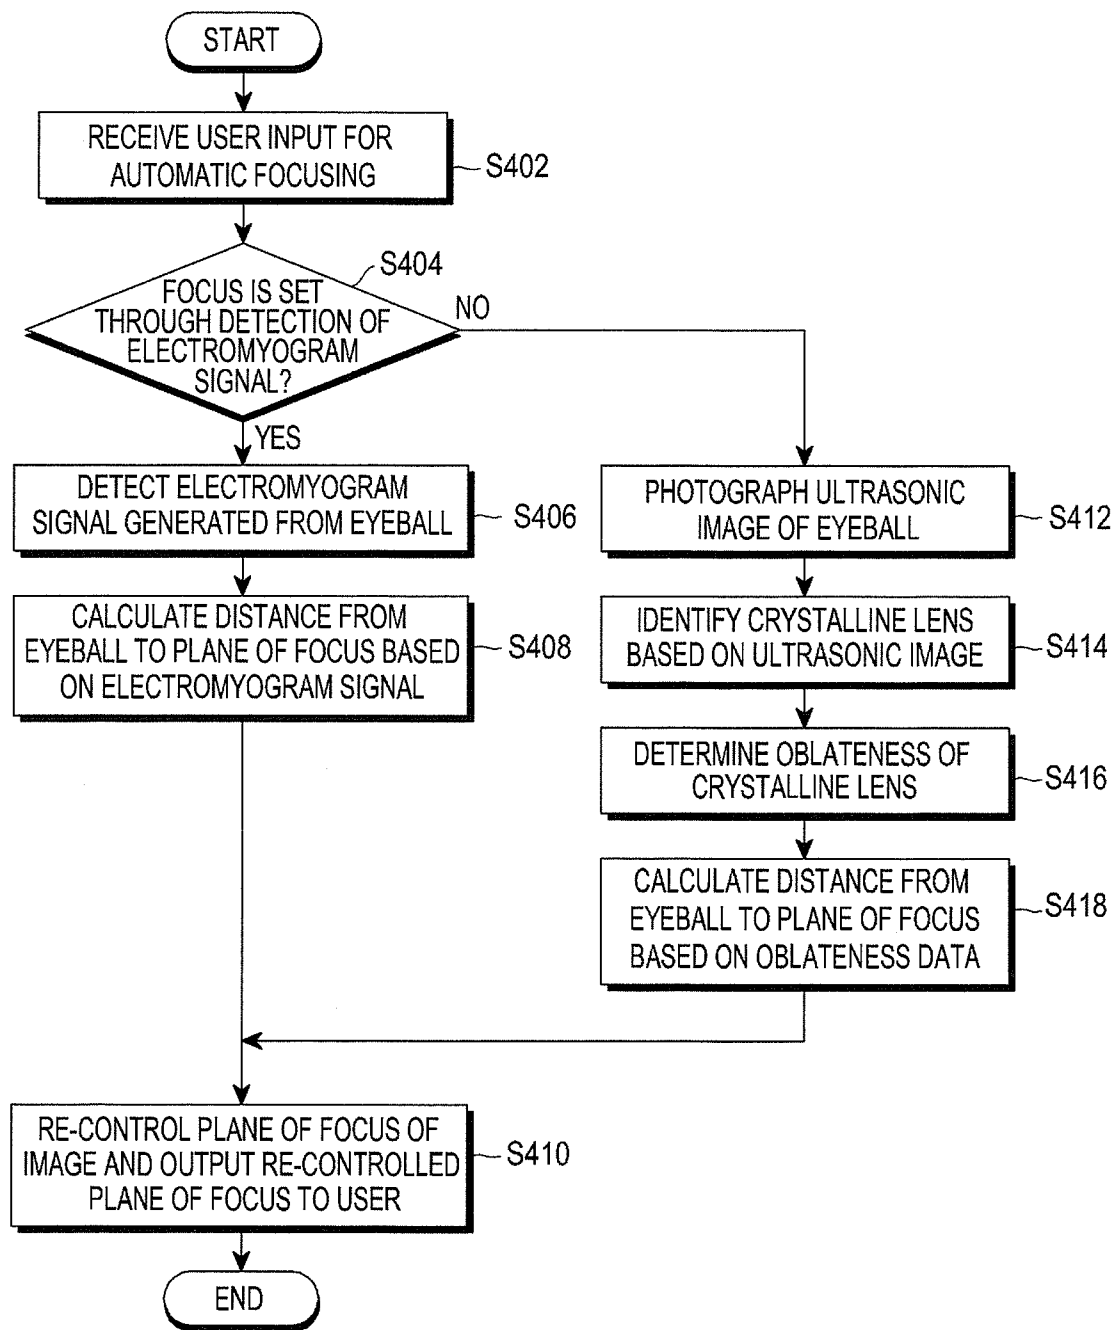 START
RECEIVE USER INPUT FOR
AUTOMATIC FOCUSING
S402
S404
FOCUS IS SET
THROUGH DETECTION OF
ELECTROMYOGRAM
SIGNAL?
NO
YES
DETECT ELECTROMYOGRAM
SIGNAL GENERATED FROM EYEBALL
S406
CALCULATE DISTANCE FROM
EYEBALL TO PLANE OF FOCUS BASED
ON ELECTROMYOGRAM SIGNAL
S408
PHOTOGRAPH ULTRASONIC
IMAGE OF EYEBALL
S412
IDENTIFY CRYSTALLINE LENS
BASED ON ULTRASONIC IMAGE
S414
DETERMINE OBLATENESS OF
CRYSTALLINE LENS
S416
CALCULATE DISTANCE FROM
EYEBALL TO PLANE OF FOCUS
BASED ON OBLATENESS DATA
S418
RE-CONTROL PLANE OF FOCUS OF
IMAGE AND OUTPUT RE-CONTROLLED
PLANE OF FOCUS TO USER
S410
END